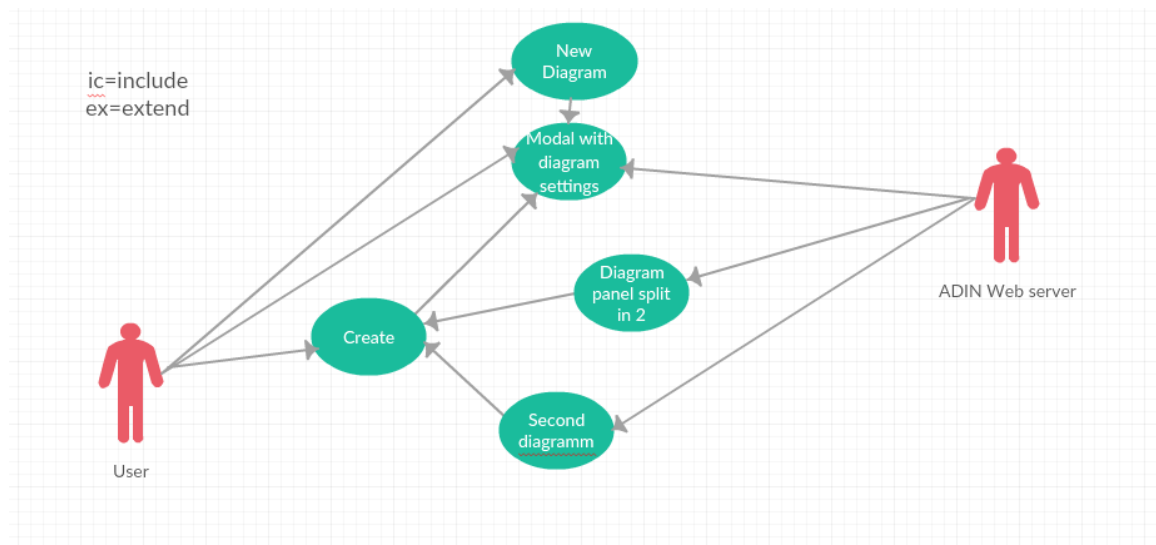 ic=include
ex=extend
New
Diagram
Modal with
diagram
settings
Diagram
panel split
in 2
ADIN Web server
Create
Second
diagramm
User